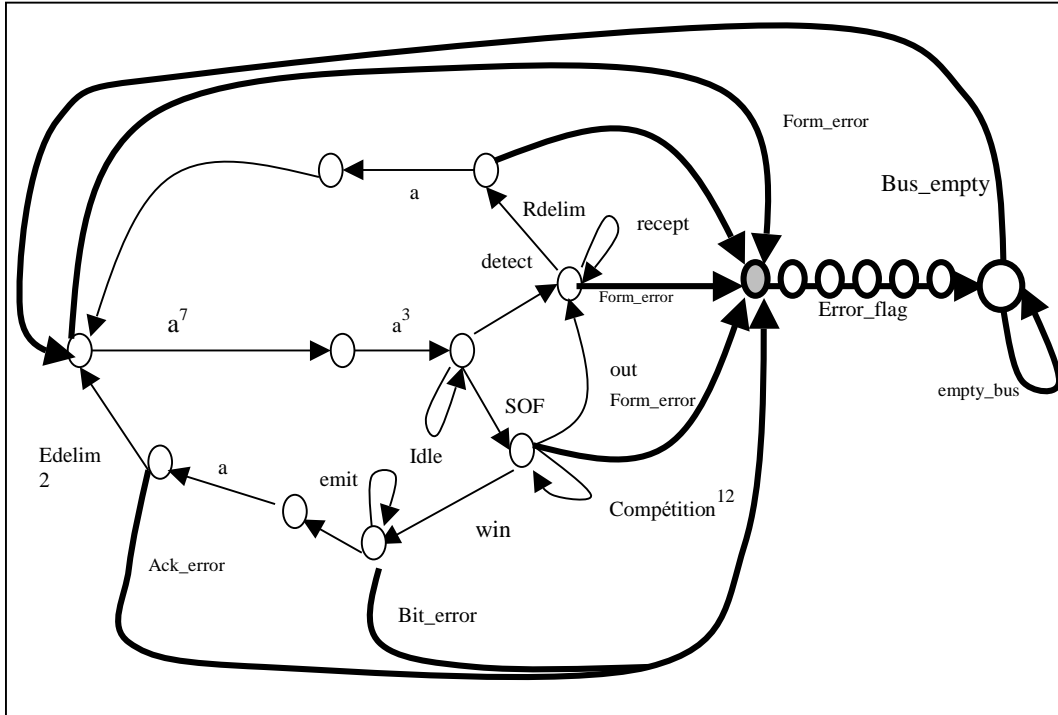 Form_error
Bus_empty
a
Rdelim
recept
detect
Form_error
Error_flag
a⁷
a³
out
Form_error
empty_bus
SOF
Idle
Edelim
2
a
emit
Compétition¹²
win
Ack_error
Bit_error